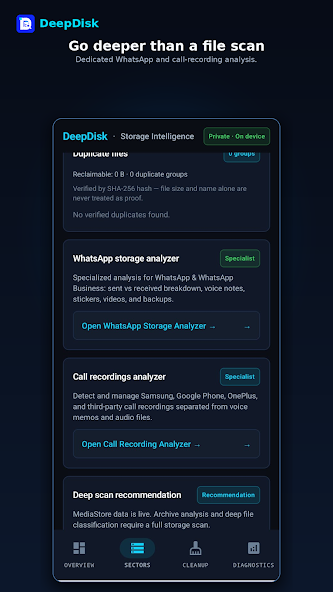 DeepDisk
Go deeper than a file scan
Dedicated WhatsApp and call-recording analysis.
DeepDisk · Storage Intelligence
Private · On device
Duplicate files
0 groups
Reclaimable: 0 B · 0 duplicate groups
Verified by SHA-256 hash — file size and name alone are
never treated as proof.
No verified duplicates found.
WhatsApp storage analyzer
Specialist
Specialized analysis for WhatsApp & WhatsApp
Business: sent vs received breakdown, voice notes,
stickers, videos, and backups.
Open WhatsApp Storage Analyzer → →
Call recordings analyzer
Specialist
Detect and manage Samsung, Google Phone, OnePlus,
and third-party call recordings separated from voice
memos and audio files.
Open Call Recording Analyzer → →
Deep scan recommendation
Recommendation
MediaStore data is live. Archive analysis and deep file
classification require a full storage scan.
OVERVIEW SECTORS CLEANUP DIAGNOSTICS